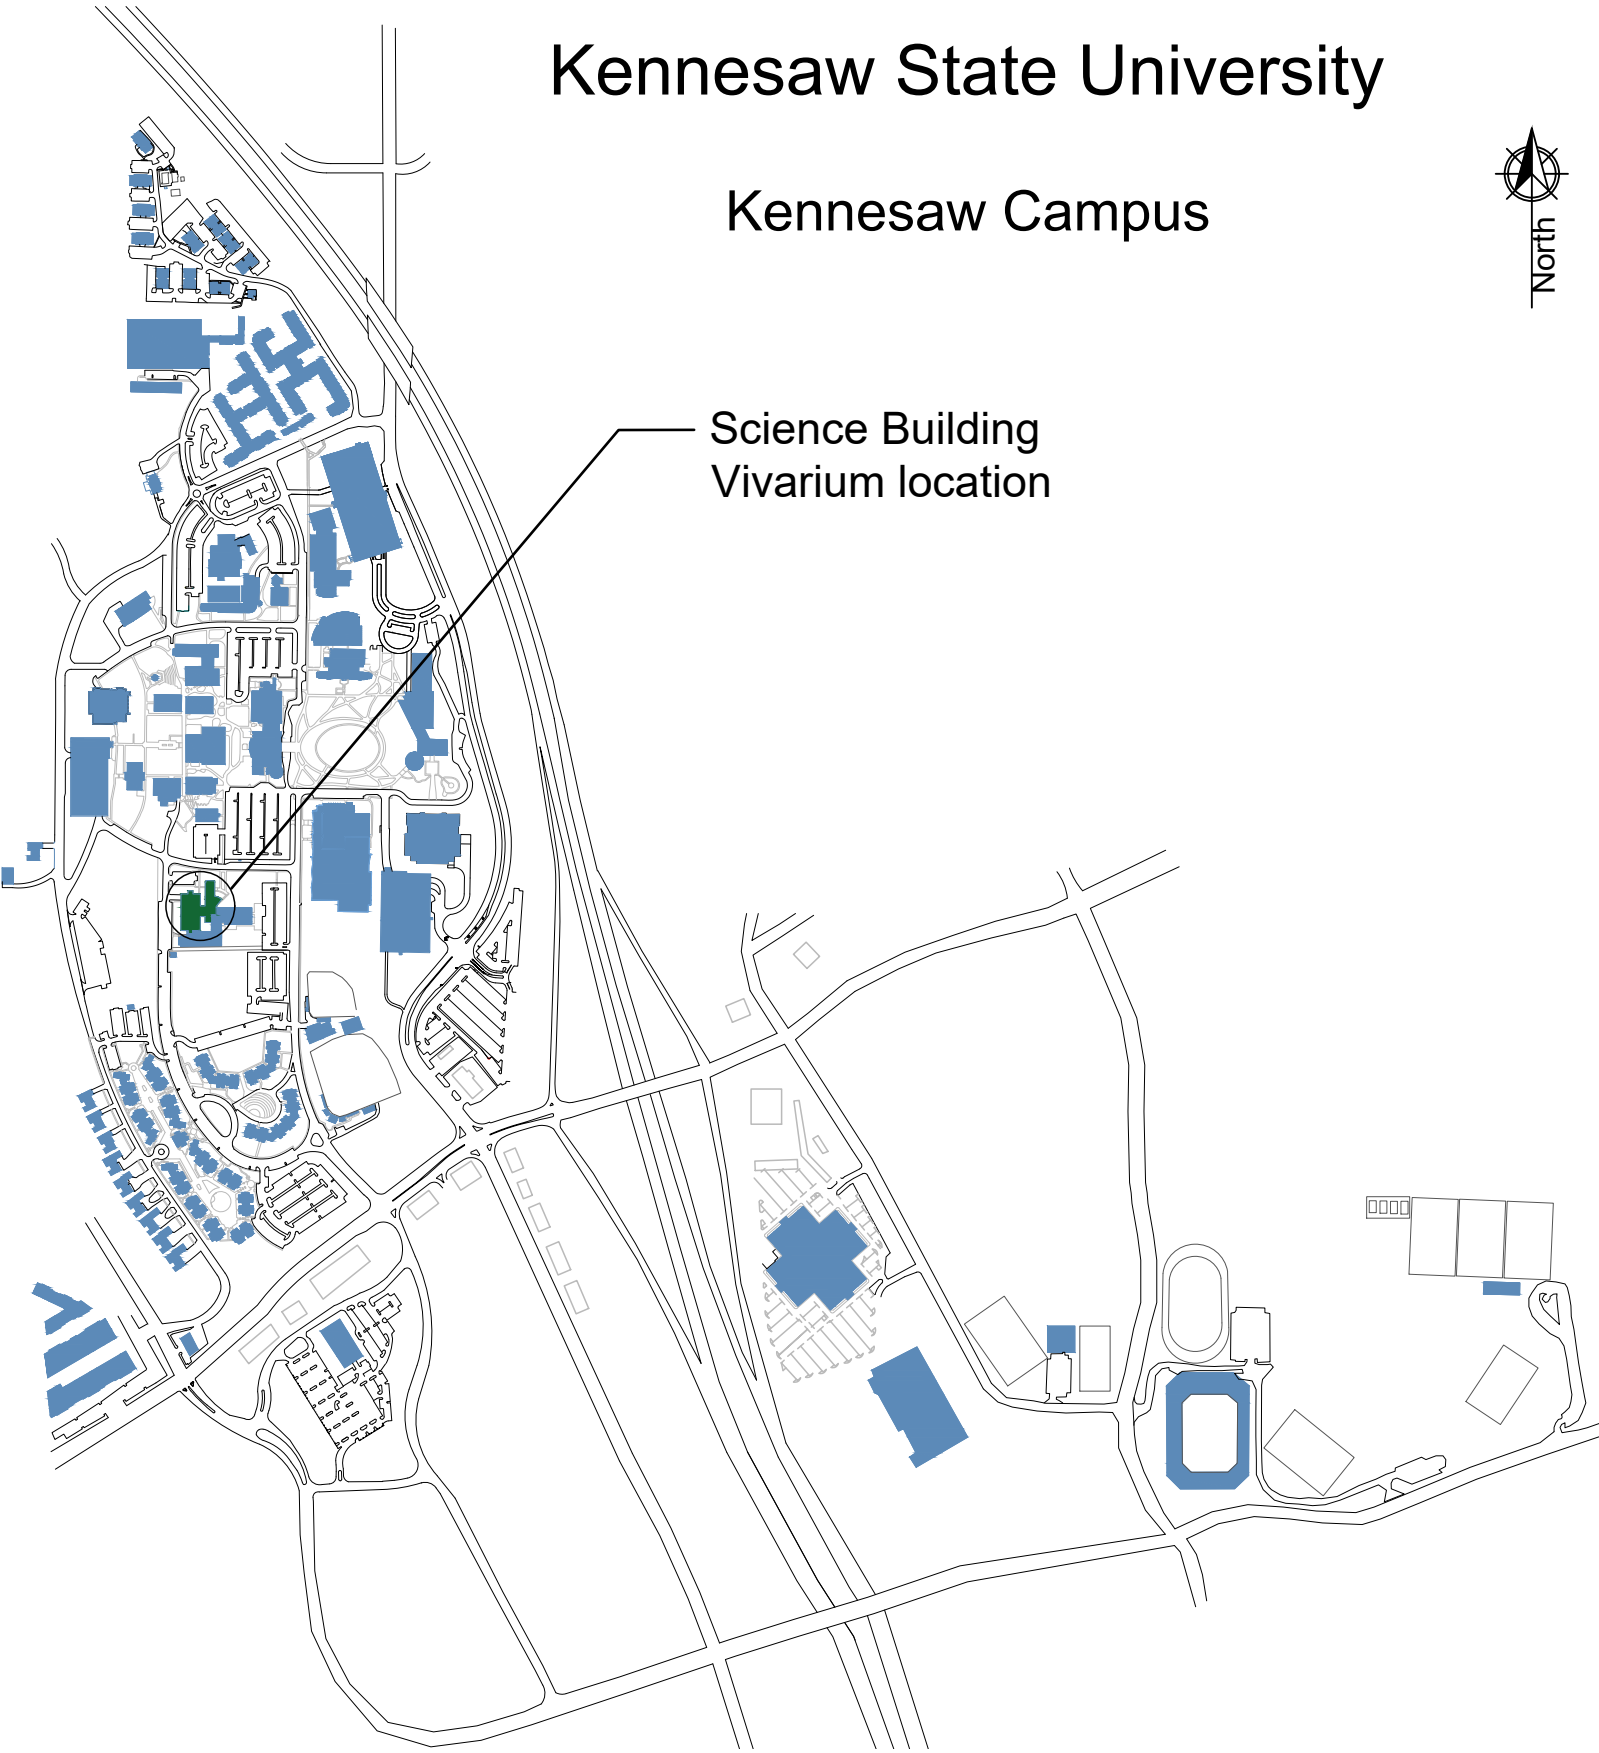 Kennesaw State University
Kennesaw Campus
North
Science Building
Vivarium location